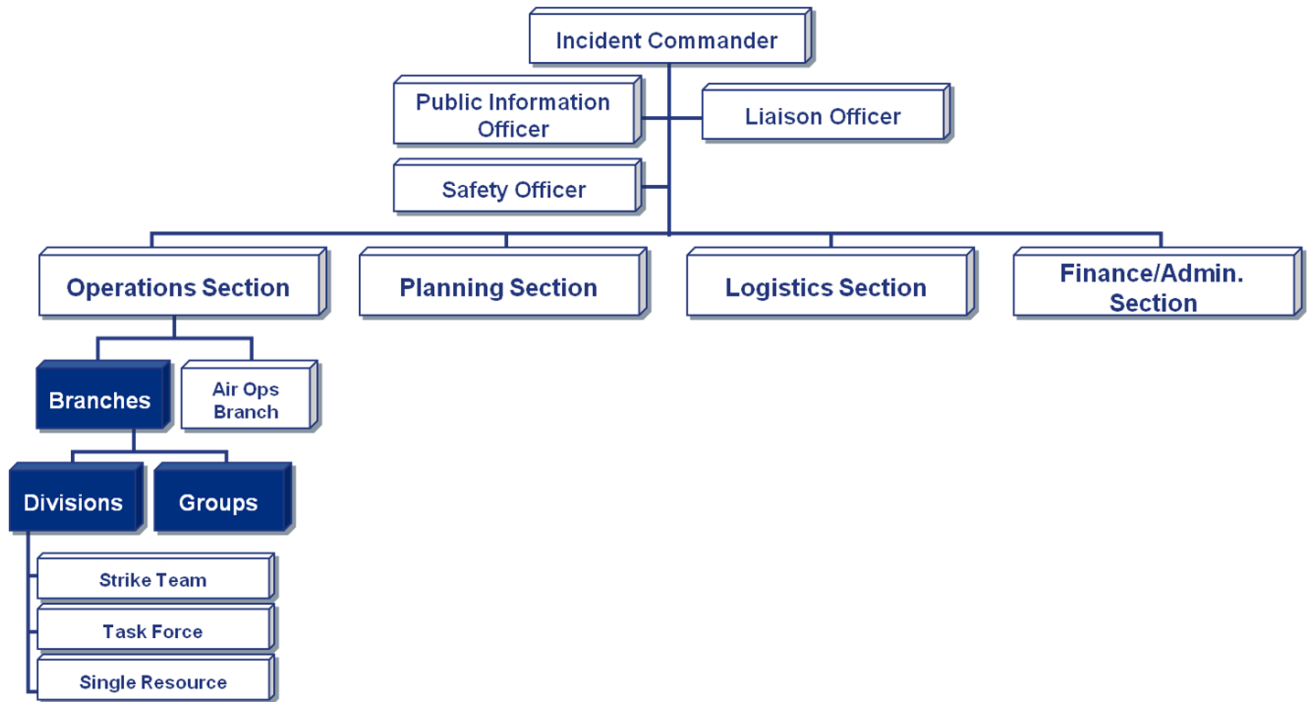 Incident Commander
Public Information
Officer
Liaison Officer
Safety Officer
Operations Section
Planning Section
Logistics Section
Finance/Admin.
Section
Branches
Air Ops
Branch
Divisions
Groups
Strike Team
Task Force
Single Resource